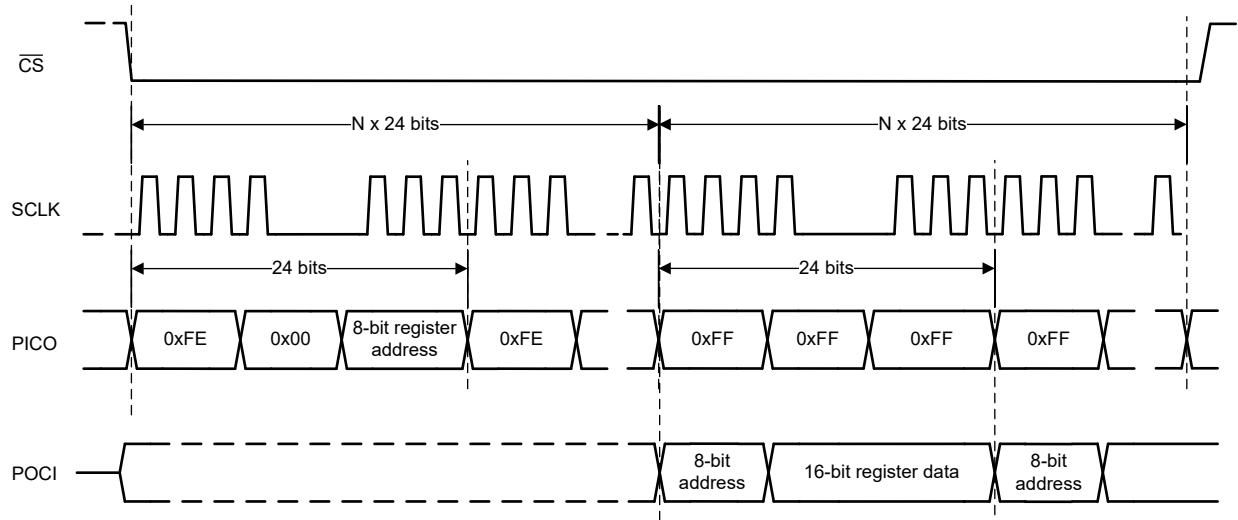 CS
N x 24 bits
N x 24 bits
SCLK
24 bits
24 bits
PICO
0xFE
0x00
8-bit register
address
0xFE
0xFF
0xFF
0xFF
0xFF
POCI
8-bit
address
16-bit register data
8-bit
address